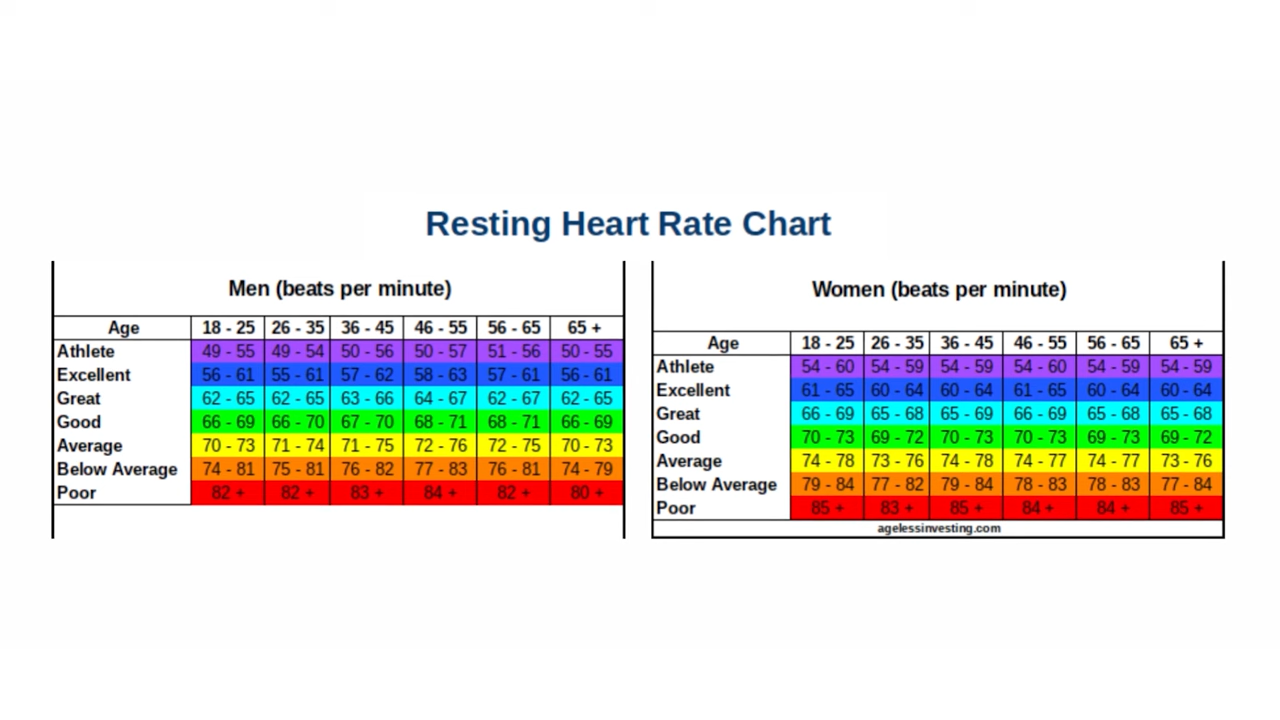 Resting Heart Rate Chart
Men (beats per minute)
Age 18 - 25 26 - 35 36 - 45 46 - 55 56 - 65 65 +
Athlete 49 - 55 49 - 54 50 - 56 50 - 57 51 - 56 50 - 55
Excellent 56 - 61 55 - 61 57 - 62 58 - 63 57 - 61 56 - 61
Great 62 - 65 62 - 65 63 - 66 64 - 67 62 - 67 62 - 65
Good 66 - 69 66 - 70 67 - 70 68 - 71 68 - 71 66 - 69
Average 70 - 73 71 - 74 71 - 75 72 - 76 72 - 75 70 - 73
Below Average 74 - 81 75 - 81 76 - 82 77 - 83 76 - 81 74 - 79
Poor 82 + 82 + 83 + 84 + 82 + 80 +
Women (beats per minute)
Age 18 - 25 26 - 35 36 - 45 46 - 55 56 - 65 65 +
Athlete 54 - 60 54 - 59 54 - 59 54 - 60 54 - 59 54 - 59
Excellent 61 - 65 60 - 64 60 - 64 61 - 65 60 - 64 60 - 64
Great 66 - 69 65 - 68 65 - 69 66 - 69 65 - 68 65 - 68
Good 70 - 73 69 - 72 70 - 73 70 - 73 69 - 73 69 - 72
Average 74 - 78 73 - 76 74 - 78 74 - 77 74 - 77 73 - 76
Below Average 79 - 84 77 - 82 79 - 84 78 - 83 78 - 83 77 - 84
Poor 85 + 83 + 85 + 84 + 84 + 85 +
agelessinvesting.com